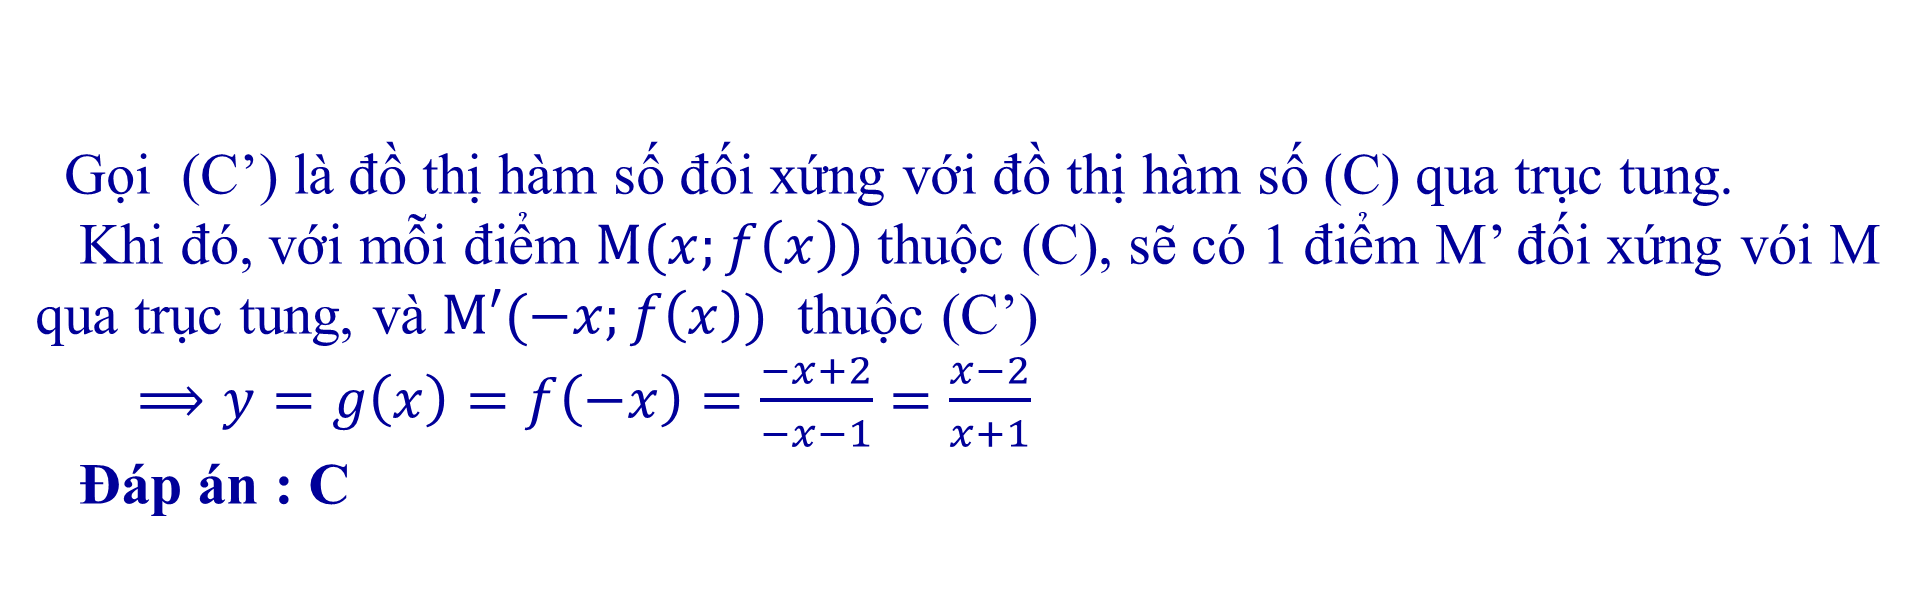 Gọi (C’) là đồ thị hàm số đối xứng với đồ thị hàm số (C) qua trục tung.
Khi đó, với mỗi điểm M(x; f(x)) thuộc (C), sẽ có 1 điểm M’ đối xứng vói M
qua trục tung, và M′(−x; f(x)) thuộc (C’)
⟹ y = g(x) = f(−x) = \frac{−x+2}{−x−1} = \frac{x−2}{x+1}
Đáp án : C